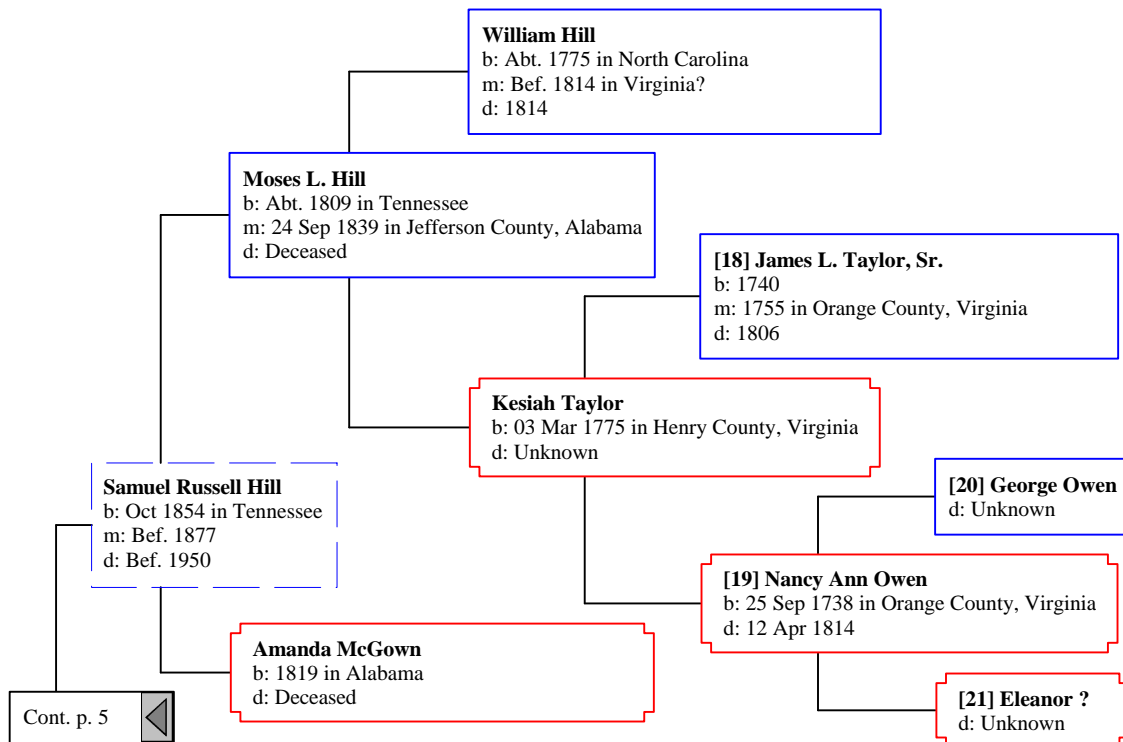 William Hill
b: Abt. 1775 in North Carolina
m: Bef. 1814 in Virginia?
d: 1814
Moses L. Hill
b: Abt. 1809 in Tennessee
m: 24 Sep 1839 in Jefferson County, Alabama
d: Deceased
[18] James L. Taylor, Sr.
b: 1740
m: 1755 in Orange County, Virginia
d: 1806
Kesiah Taylor
b: 03 Mar 1775 in Henry County, Virginia
d: Unknown
Samuel Russell Hill
b: Oct 1854 in Tennessee
m: Bef. 1877
d: Bef. 1950
[20] George Owen
d: Unknown
[19] Nancy Ann Owen
b: 25 Sep 1738 in Orange County, Virginia
d: 12 Apr 1814
Amanda McGown
b: 1819 in Alabama
d: Deceased
[21] Eleanor ?
d: Unknown
Cont. p. 5